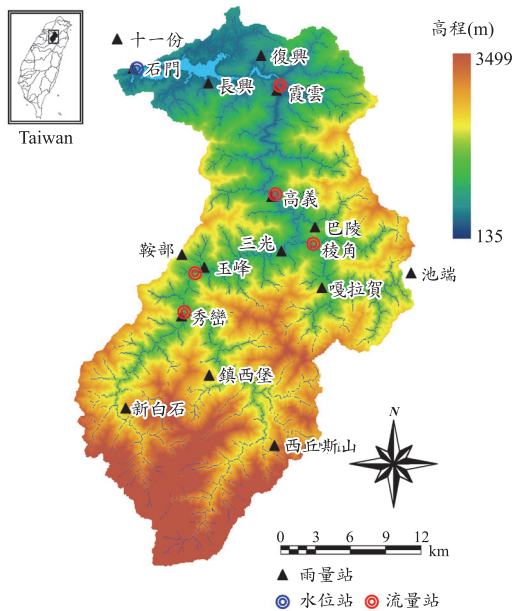 高程(m)
3499
135
Taiwan
十一份
復興
石門
長興
霞雲
高義
巴陵
三光
稜角
鞍部
玉峰
池端
嘎拉賀
秀巒
鎮西堡
新白石
西丘斯山
N
0 3 6 9 12
km
雨量站
水位站 流量站